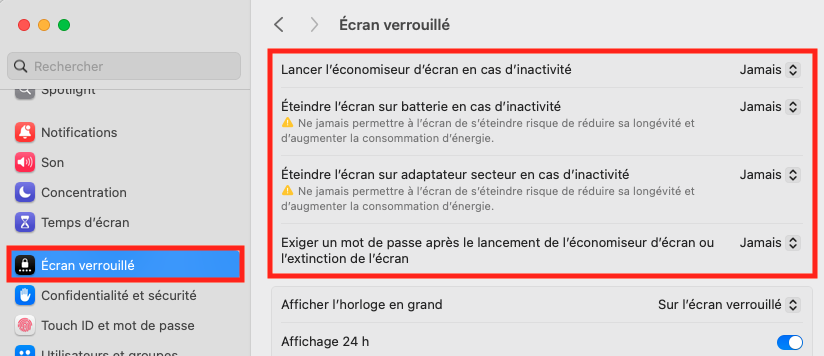 Écran verrouillé
Rechercher
Spotlight
Notifications
Son
Concentration
Temps d'écran
Écran verrouillé
Confidentialité et sécurité
Touch ID et mot de passe
Utilisateurs et groupes
Lancer l'économiseur d'écran en cas d'inactivité Jamais
Éteindre l'écran sur batterie en cas d'inactivité Jamais
Ne jamais permettre à l'écran de s'éteindre risque de réduire sa longévité et
d'augmenter la consommation d'énergie.
Éteindre l'écran sur adaptateur secteur en cas d'inactivité Jamais
Ne jamais permettre à l'écran de s'éteindre risque de réduire sa longévité et
d'augmenter la consommation d'énergie.
Exiger un mot de passe après le lancement de l'économiseur d'écran ou Jamais
l'extinction de l'écran
Afficher l'horloge en grand Sur l'écran verrouillé
Affichage 24 h